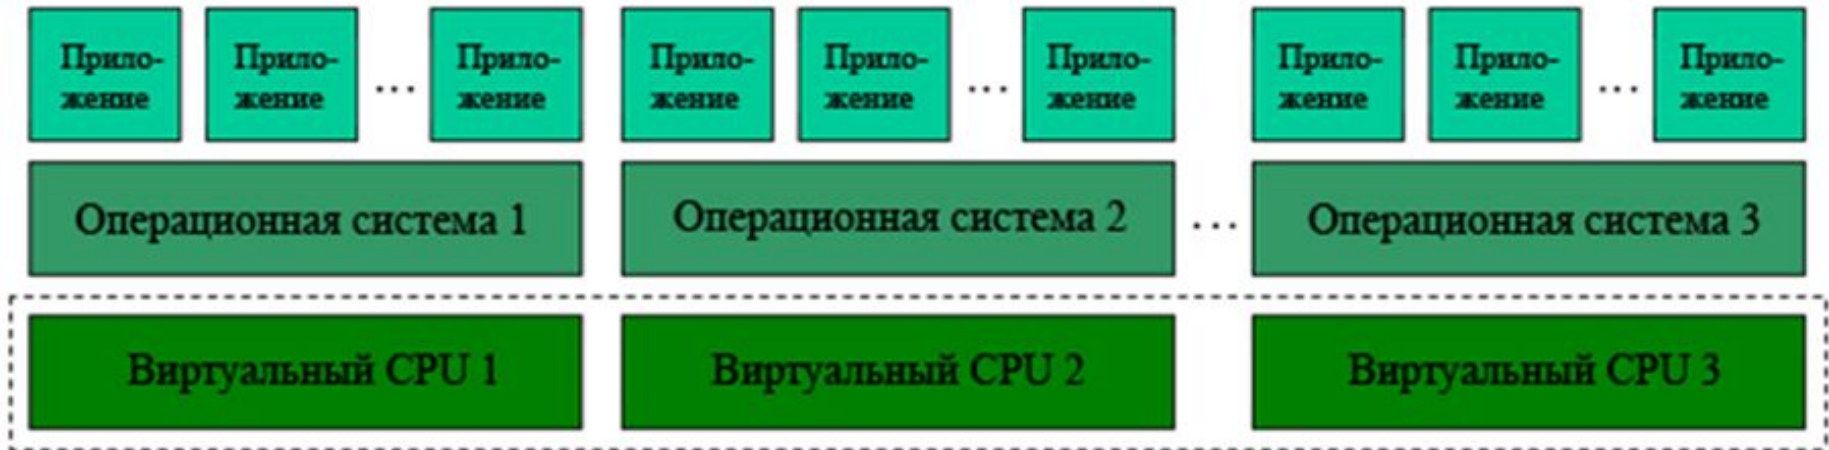 Прило-
жение
Прило-
жение
...
Прило-
жение
Прило-
жение
Прило-
жение
...
Прило-
жение
Прило-
жение
Прило-
жение
...
Прило-
жение
Операционная система 1
Операционная система 2
...
Операционная система 3
Виртуальный CPU 1
Виртуальный CPU 2
Виртуальный CPU 3